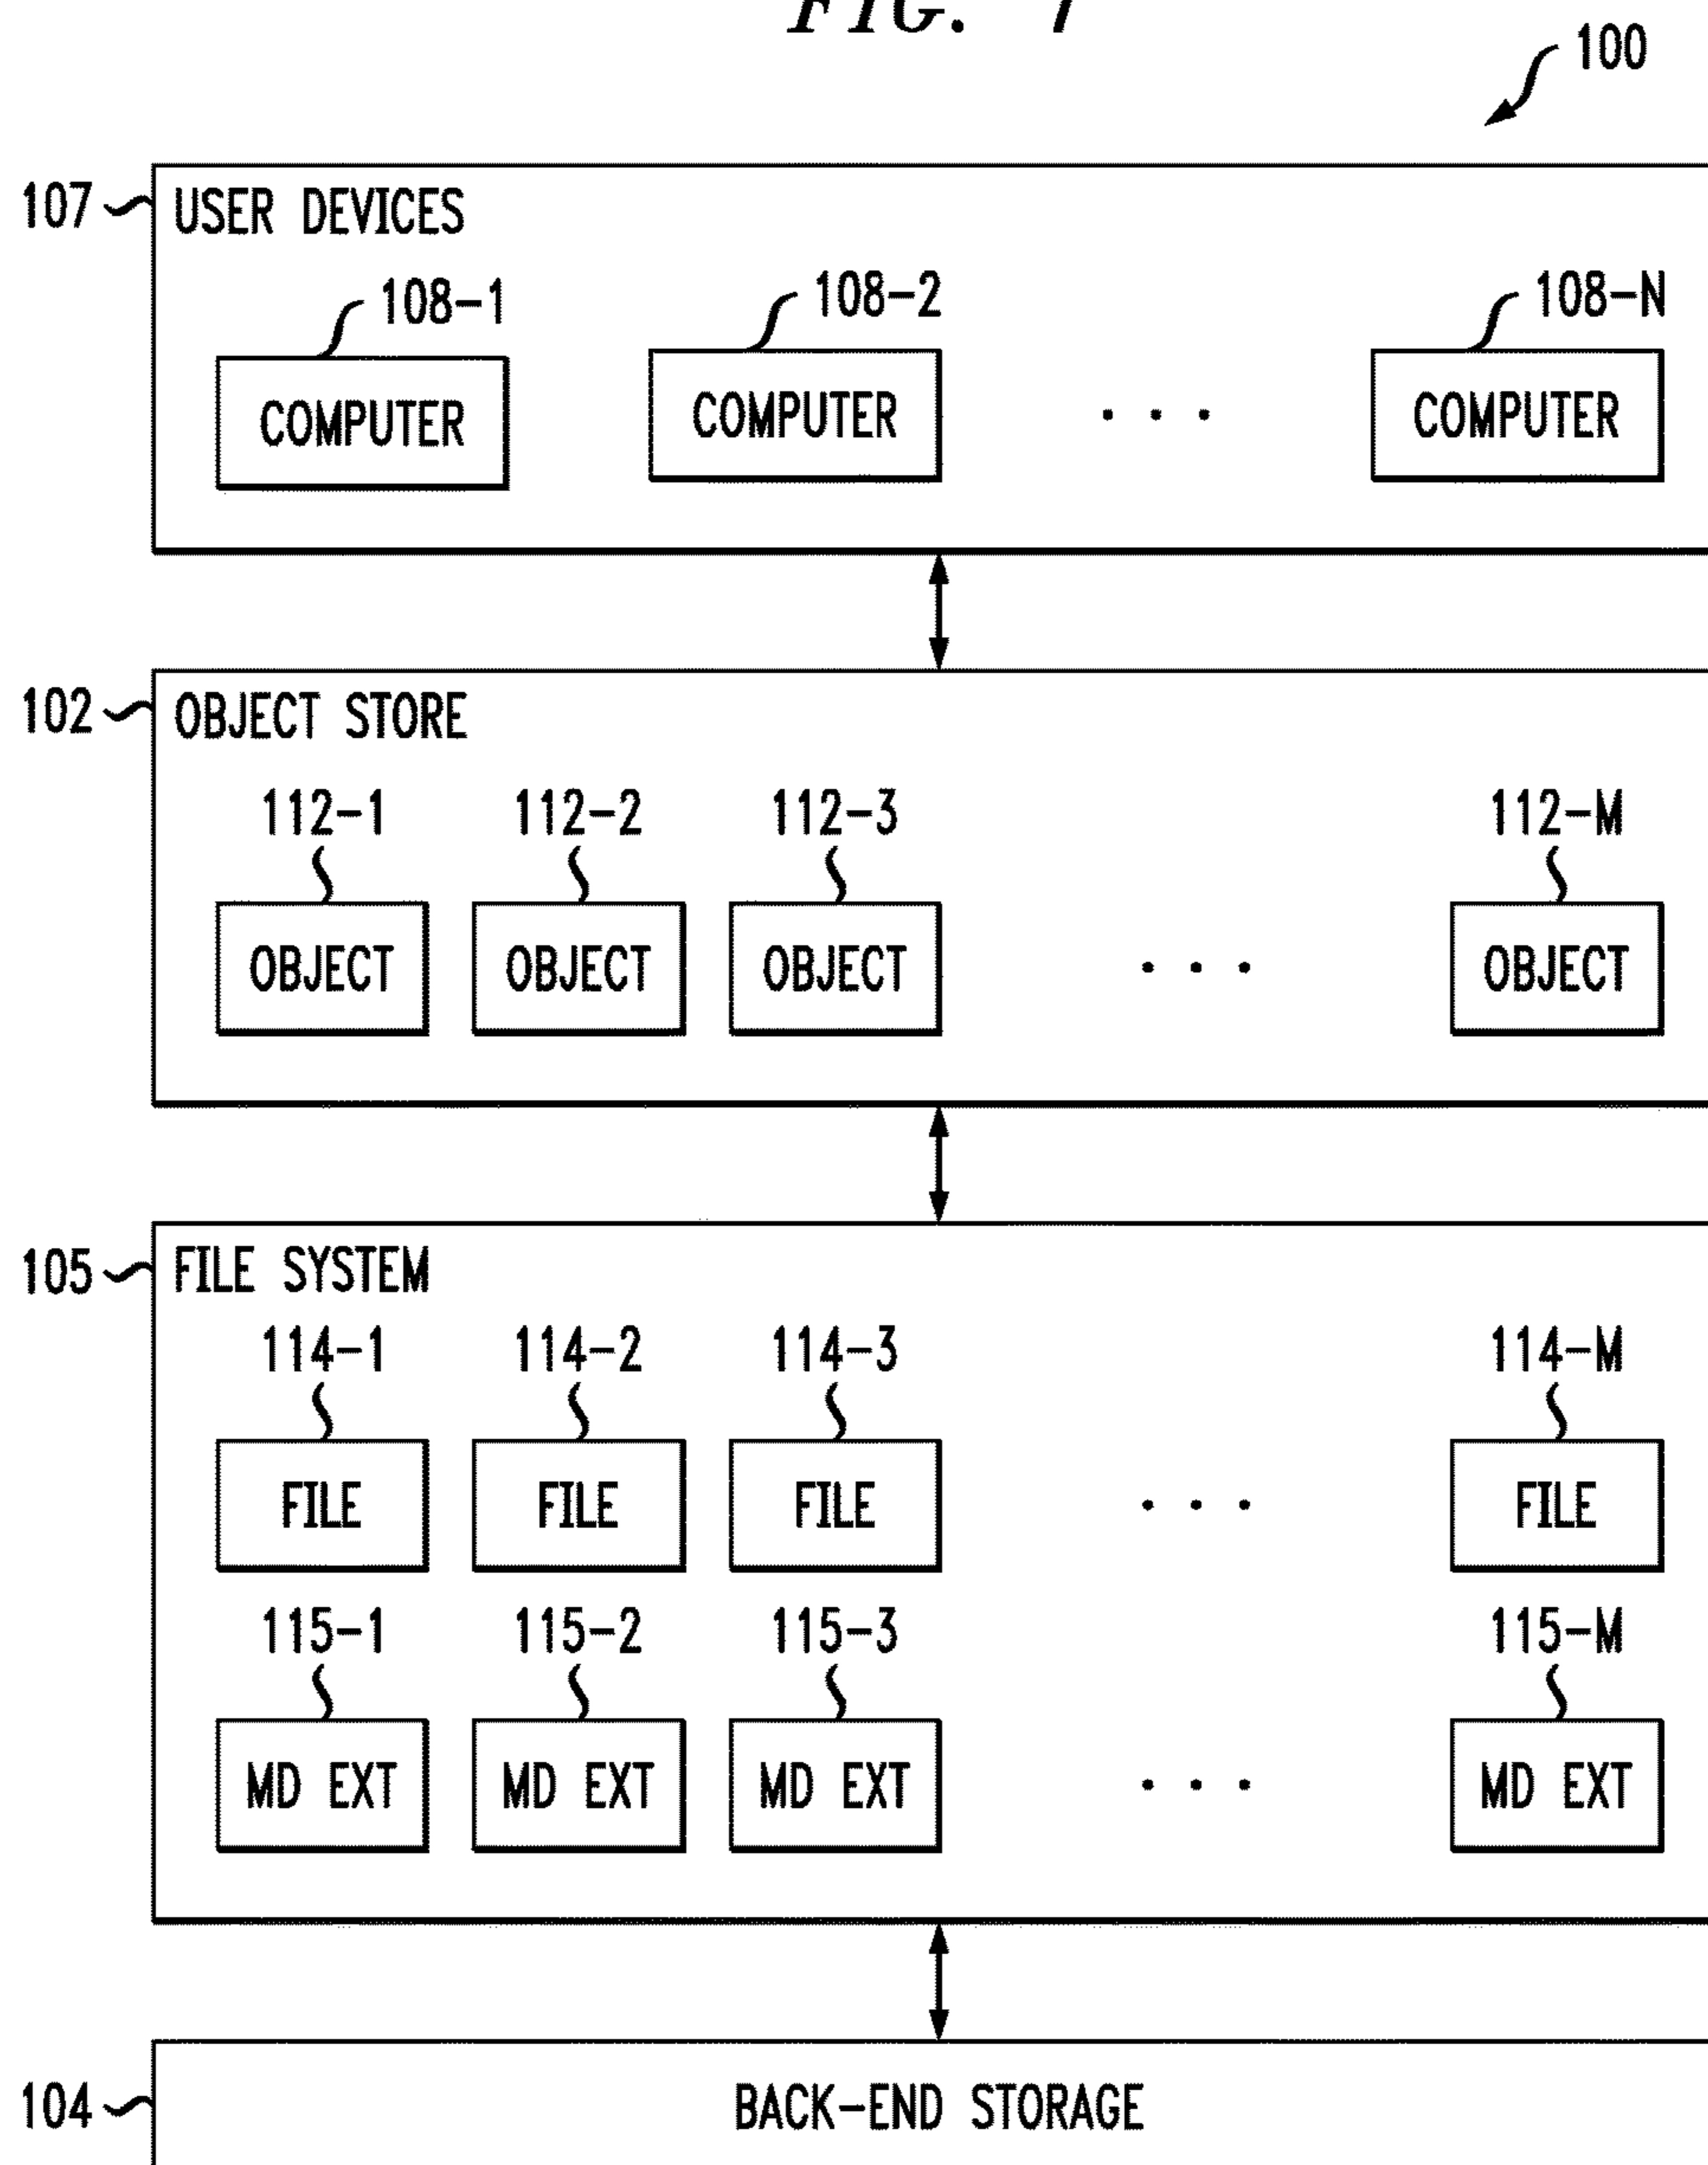 FIG.
100
107
USER DEVICES
108-1
108-2
108-N
COMPUTER
COMPUTER
. . .
COMPUTER
102
OBJECT STORE
112-1
112-2
112-3
112-M
OBJECT
OBJECT
OBJECT
. . .
OBJECT
105
FILE SYSTEM
114-1
114-2
114-3
114-M
FILE
FILE
FILE
. . .
FILE
115-1
115-2
115-3
115-M
MD EXT
MD EXT
MD EXT
. . .
MD EXT
104
BACK-END STORAGE